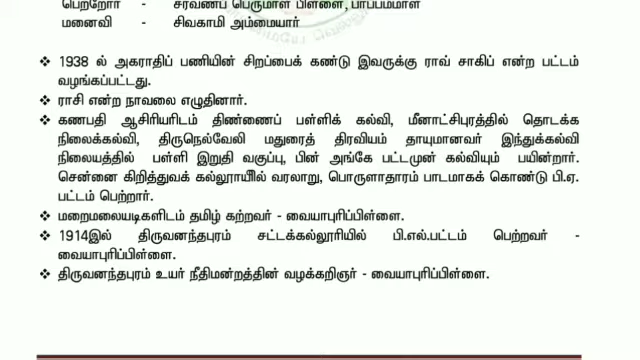 பெற்றோர் - சரவணப் பெருமாள் பிள்ளை, பாப்பம்மாள்
மனைவி - சிவகாமி அம்மையார்
❖ 1938 ல் அகராதிப் பணியின் சிறப்பைக் கண்டு இவருக்கு ராவ் சாகிப் என்ற பட்டம்
வழங்கப்பட்டது.
❖ ராசி என்ற நாவலை எழுதினார்.
❖ கணபதி ஆசிரியரிடம் திண்ணைப் பள்ளிக் கல்வி, மீனாட்சிபுரத்தில் தொடக்க
நிலைக்கல்வி, திருநெல்வேலி மதுரைத் திரவியம் தாயுமானவர் இந்துக்கல்வி
நிலையத்தில் பள்ளி இறுதி வகுப்பு, பின் அங்கே பட்டமுன் கல்வியும் பயின்றார்.
சென்னை கிறித்துவக் கல்லூரயிில் வரலாறு, பொருளாதாரம் பாடமாகக் கொண்டு பி.ஏ.
பட்டம் பெற்றார்.
❖ மறைமலையடிகளிடம் தமிழ் கற்றவர் - வையாபுரிப்பிள்ளை.
❖ 1914இல் திருவனந்தபுரம் சட்டக்கல்லூரியில் பி.எல்.பட்டம் பெற்றவர் -
வையாபுரிப்பிள்ளை.
❖ திருவனந்தபுரம் உயர் நீதிமன்றத்தின் வழக்கறிஞர் - வையாபுரிப்பிள்ளை.